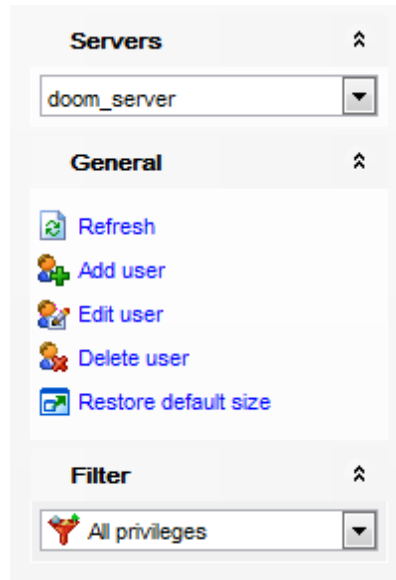 Servers
doom_server
General
Refresh
Add user
Edit user
Delete user
Restore default size
Filter
All privileges